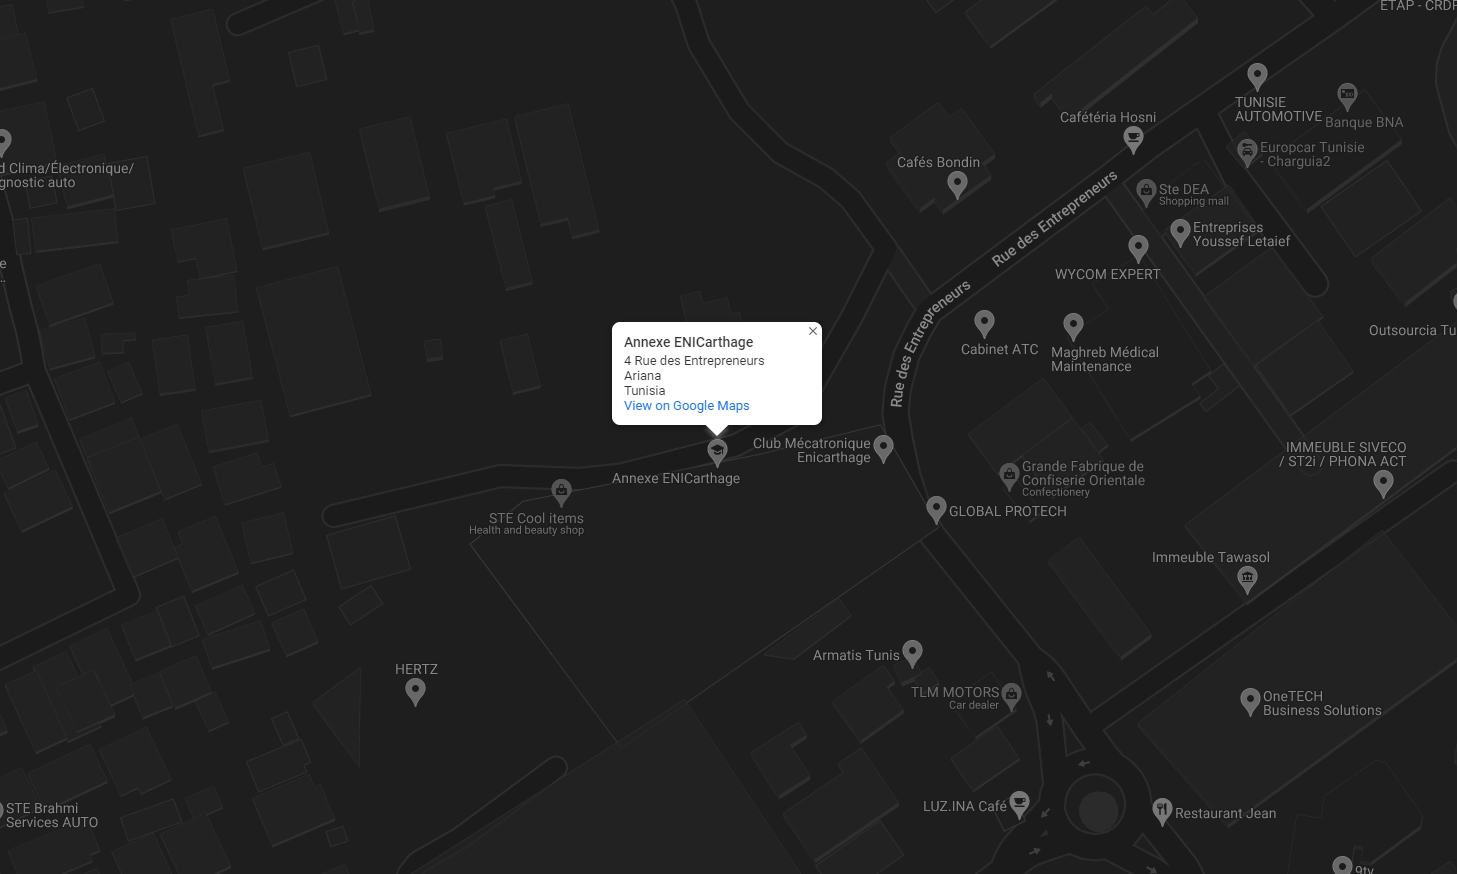 ETAP - CRDP
TUNISIE
AUTOMOTIVE
Banque BNA
Cafétéria Hosni
Europcar Tunisie
- Charguia2
Cafés Bondin
d Clima/Électronique/
gnostic auto
Ste DEA
Shopping mall
Rue des Entrepreneurs
Entreprises
Youssef Letaief
WYCOM EXPERT
e
..
Rue des Entrepreneurs
Outsourcia Tu
Annexe ENICarthage
4 Rue des Entrepreneurs
Ariana
Tunisia
View on Google Maps
Cabinet ATC
Maghreb Médical
Maintenance
Club Mécatronique
Enicarthage
IMMEUBLE SIVECO
/ ST2i / PHONA ACT
Annexe ENICarthage
Grande Fabrique de
Confiserie Orientale
Confectionery
STE Cool items
Health and beauty shop
GLOBAL PROTECH
Immeuble Tawasol
Armatis Tunis
HERTZ
TLM MOTORS
Car dealer
OneTECH
Business Solutions
STE Brahmi
Services AUTO
LUZ.INA Café
Restaurant Jean
9tv